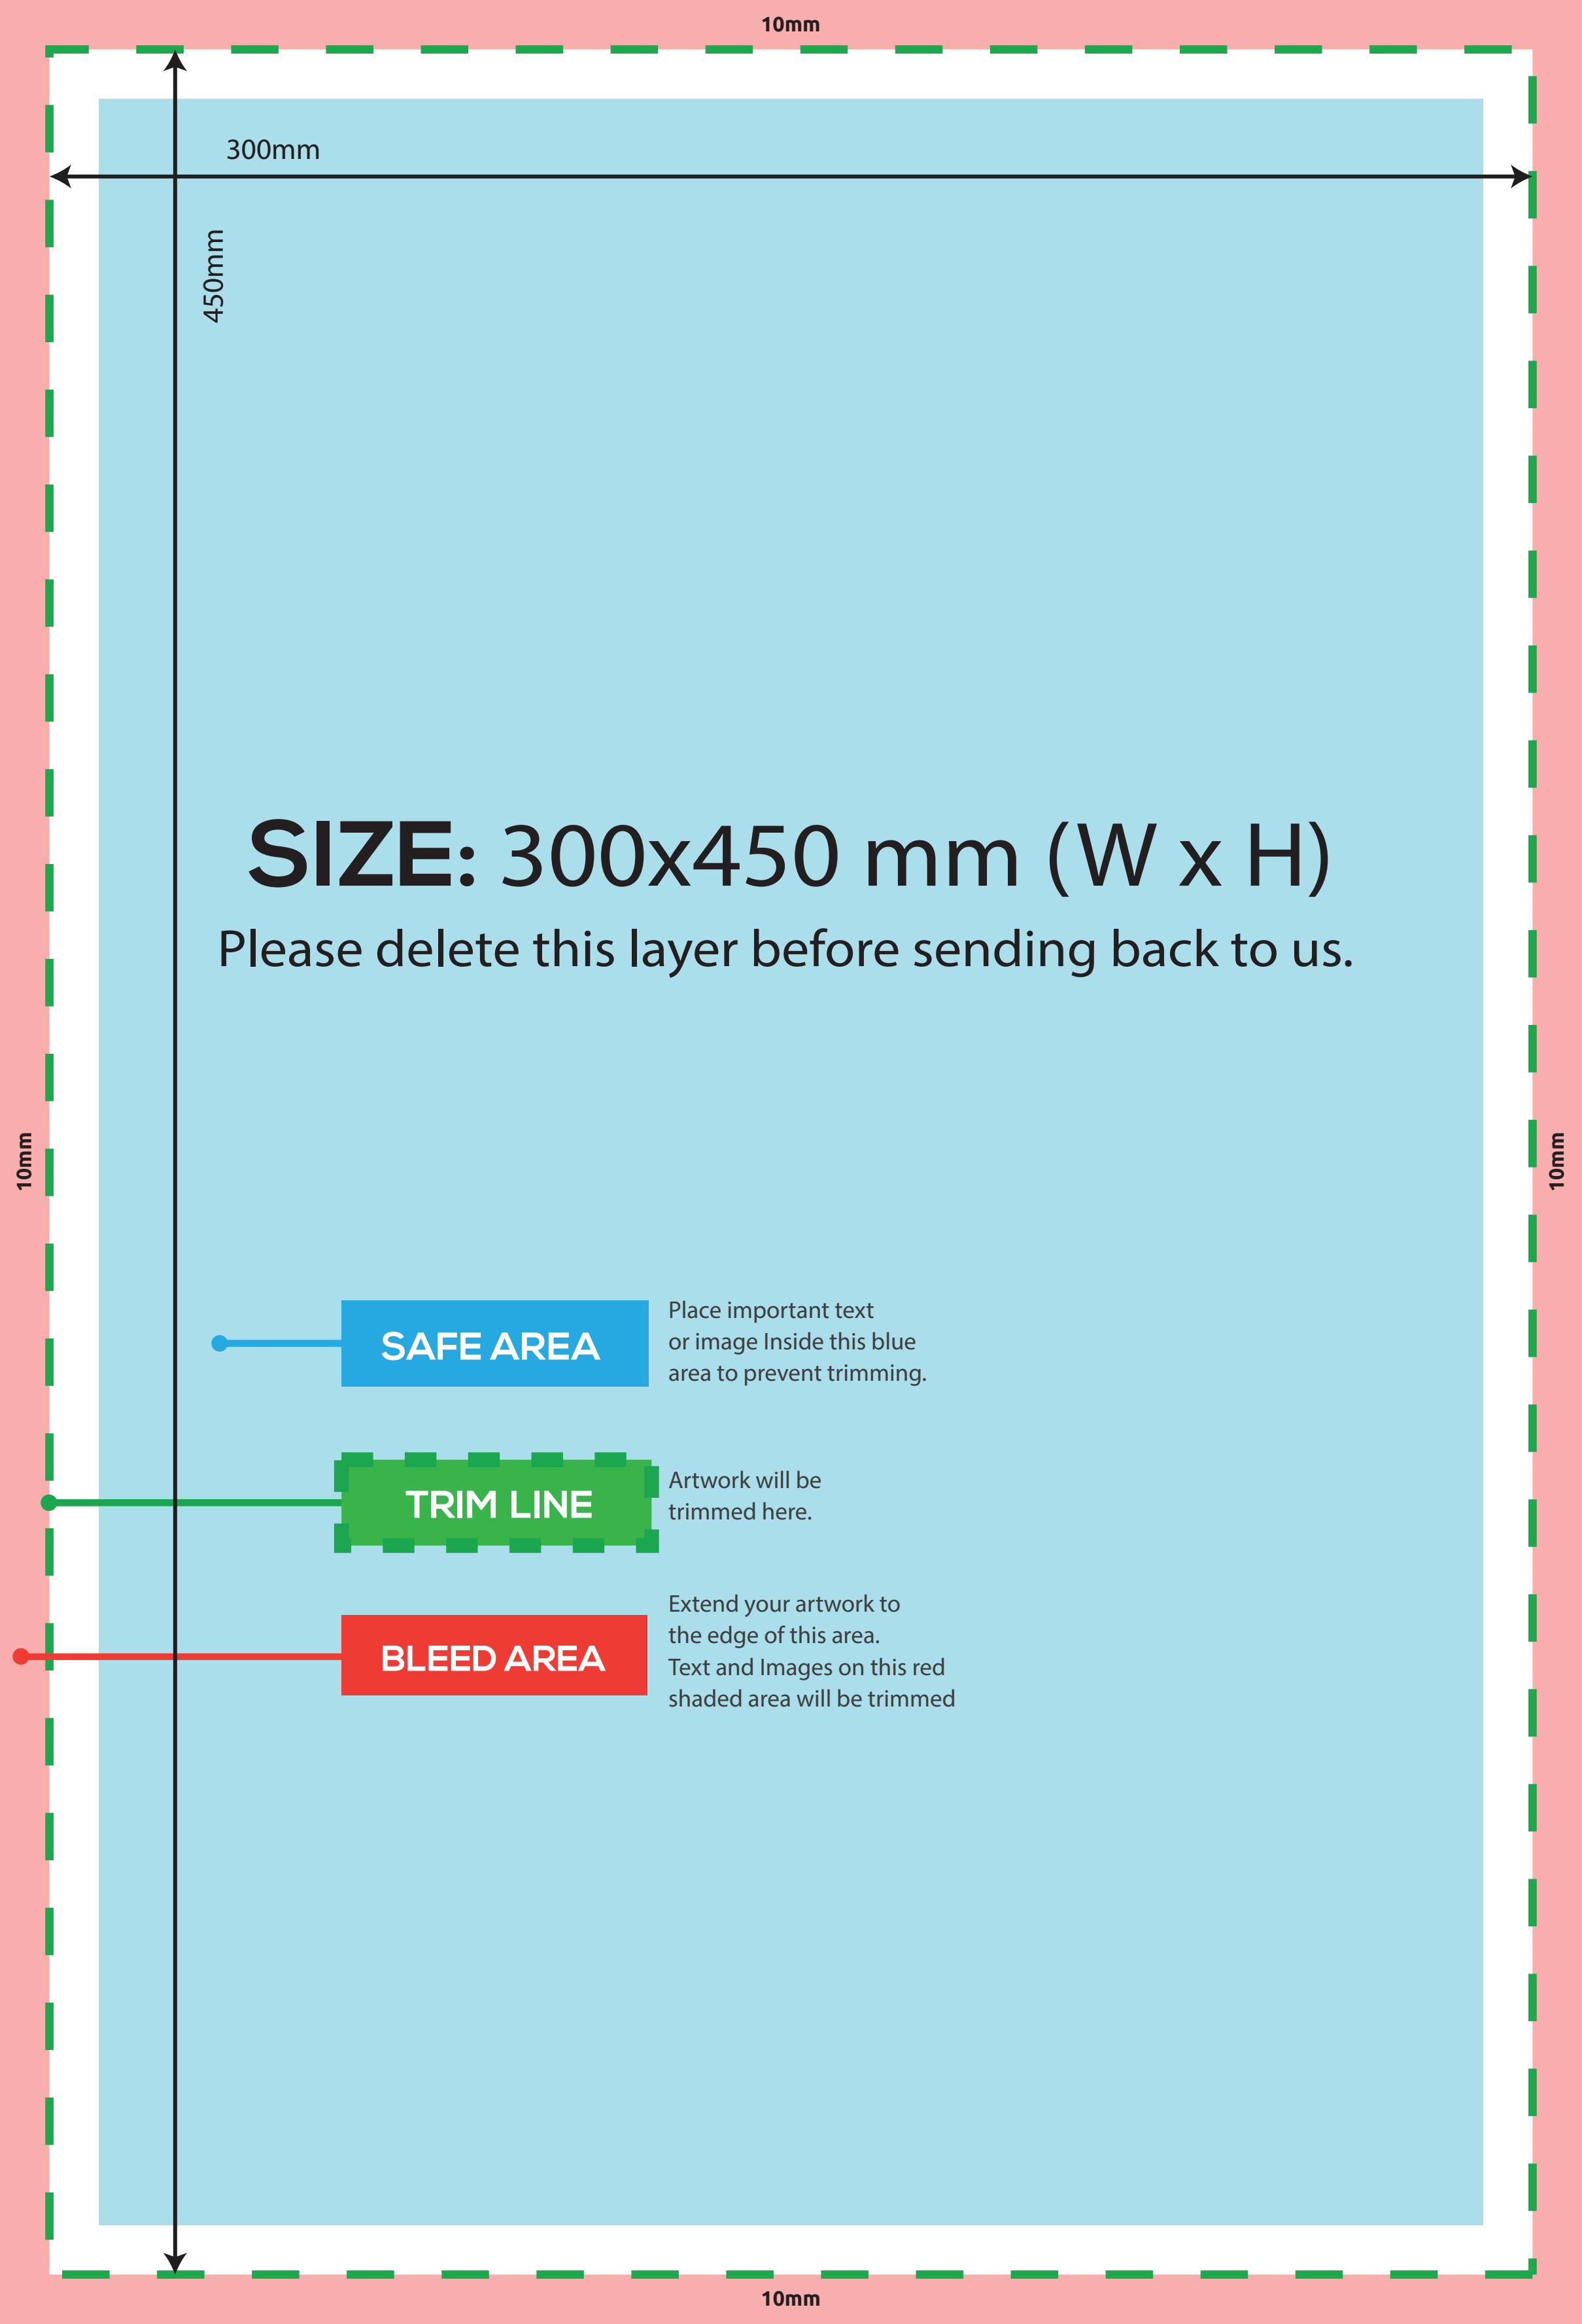 10mm
300mm
450mm
SIZE: 300x450 mm (W x H)
Please delete this layer before sending back to us.
10mm
10mm
SAFE AREA
Place important text
or image Inside this blue
area to prevent trimming.
TRIM LINE
Artwork will be
trimmed here.
BLEED AREA
Extend your artwork to
the edge of this area.
Text and Images on this red
shaded area will be trimmed
10mm